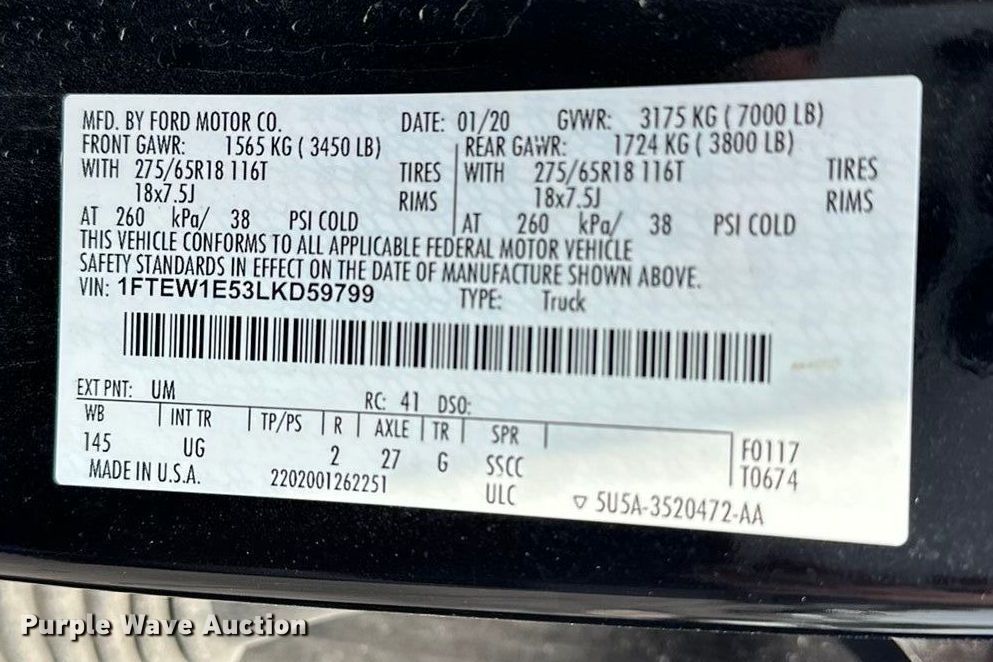 MFD. BY FORD MOTOR CO. DATE: 01/20 GVWR: 3175 KG ( 7000 LB)
FRONT GAWR: 1565 KG ( 3450 LB) REAR GAWR: 1724 KG ( 3800 LB)
WITH 275/65R18 116T TIRES WITH 275/65R18 116T TIRES
18x7.5J RIMS 18x7.5J RIMS
AT 260 kPa/ 38 PSI COLD AT 260 kPa/ 38 PSI COLD
THIS VEHICLE CONFORMS TO ALL APPLICABLE FEDERAL MOTOR VEHICLE
SAFETY STANDARDS IN EFFECT ON THE DATE OF MANUFACTURE SHOWN ABOVE.
VIN: 1FTEW1E53LKD59799 TYPE: Truck
EXT PNT: UM RC: 41 DSO:
WB INT TR TP/PS R AXLE TR SPR
145 UG 2 27 G SSCC F0117
MADE IN U.S.A. 2202001262251 ULC T0674
5U5A-3520472-AA
Purple Wave Auction